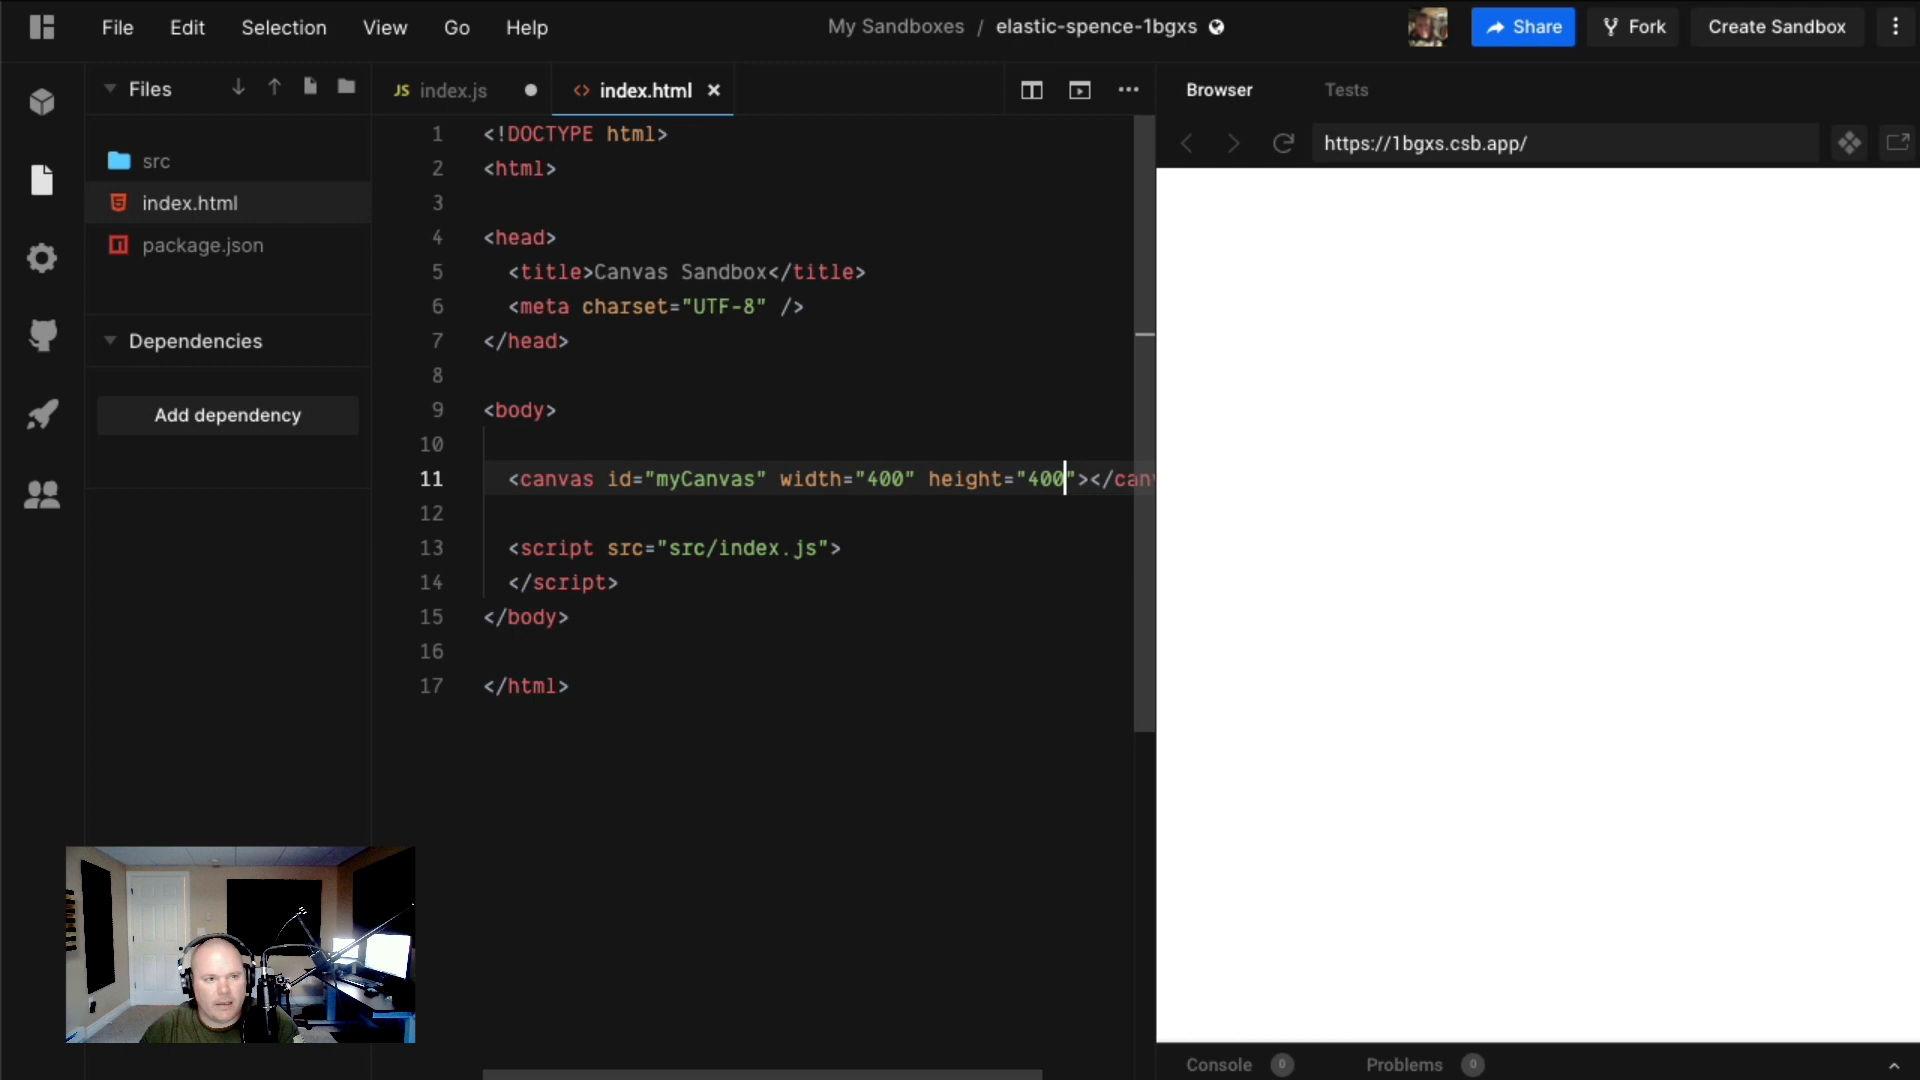 File Edit Selection View Go Help
My Sandboxes / elastic-spence-1bgxs
Share Fork Create Sandbox
Files
src
index.html
package.json
Dependencies
Add dependency
JS index.js
<> index.html
1 <!DOCTYPE html>
2 <html>
3
4 <head>
5 <title>Canvas Sandbox</title>
6 <meta charset="UTF-8" />
7 </head>
8
9 <body>
10
11 <canvas id="myCanvas" width="400" height="400"></can
12
13 <script src="src/index.js">
14 </script>
15 </body>
16
17 </html>
Browser Tests
https://1bgxs.csb.app/
Console 0 Problems 0